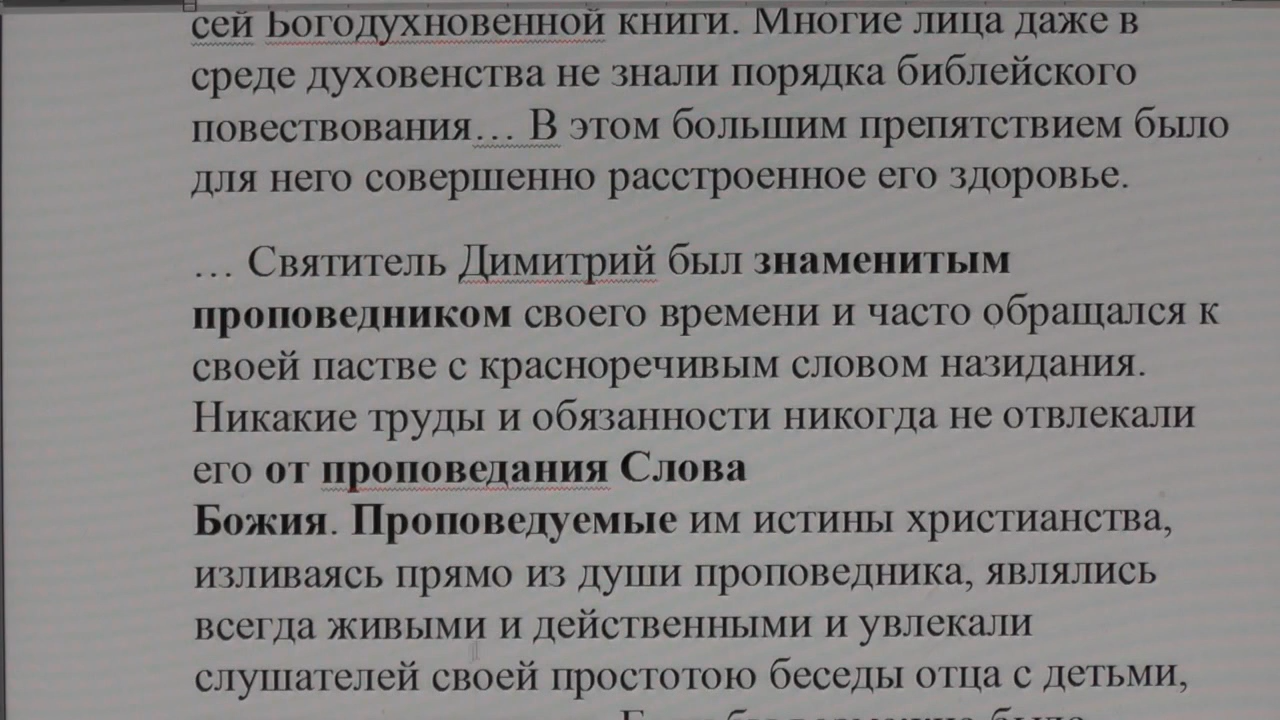 сей Богодухновенной книги. Многие лица даже в
среде духовенства не знали порядка библейского
повествования… В этом большим препятствием было
для него совершенно расстроенное его здоровье.
… Святитель Димитрий был знаменитым
проповедником своего времени и часто обращался к
своей пастве с красноречивым словом назидания.
Никакие труды и обязанности никогда не отвлекали
его от проповедания Слова
Божия. Проповедуемые им истины христианства,
изливаясь прямо из души проповедника, являлись
всегда живыми и действенными и увлекали
слушателей своей простотою беседы отца с детьми,